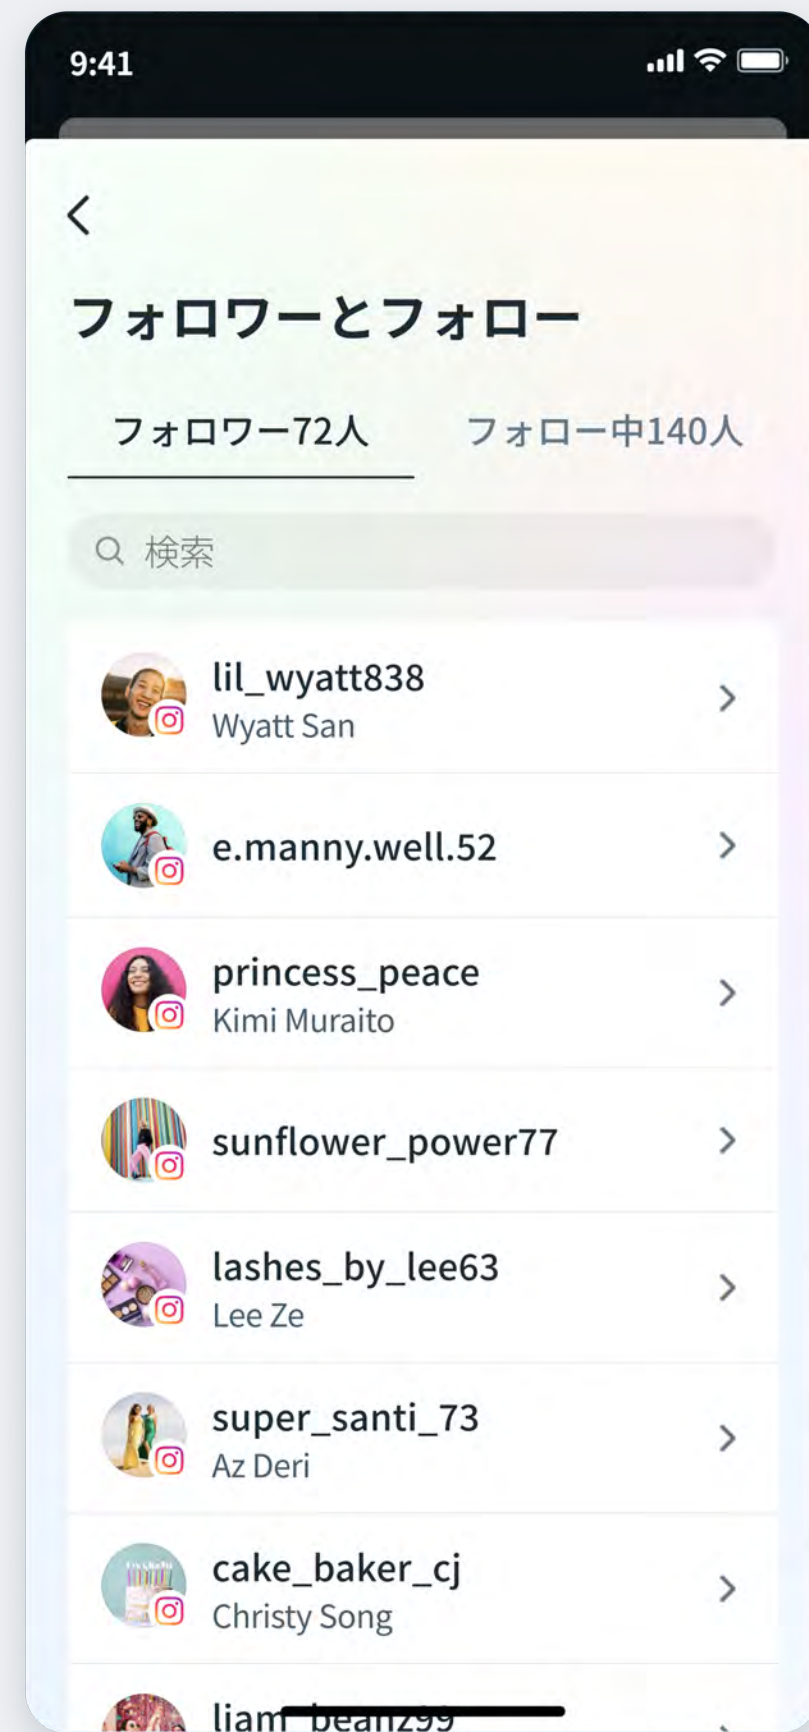 9:41
フォロワーとフォロー
フォロワー72人
フォロー中140人
検索
lil_wyatt838
Wyatt San
e.manny.well.52
princess_peace
Kimi Muraito
sunflower_power77
lashes_by_lee63
Lee Ze
super_santi_73
Az Deri
cake_baker_cj
Christy Song
liam_beanz99